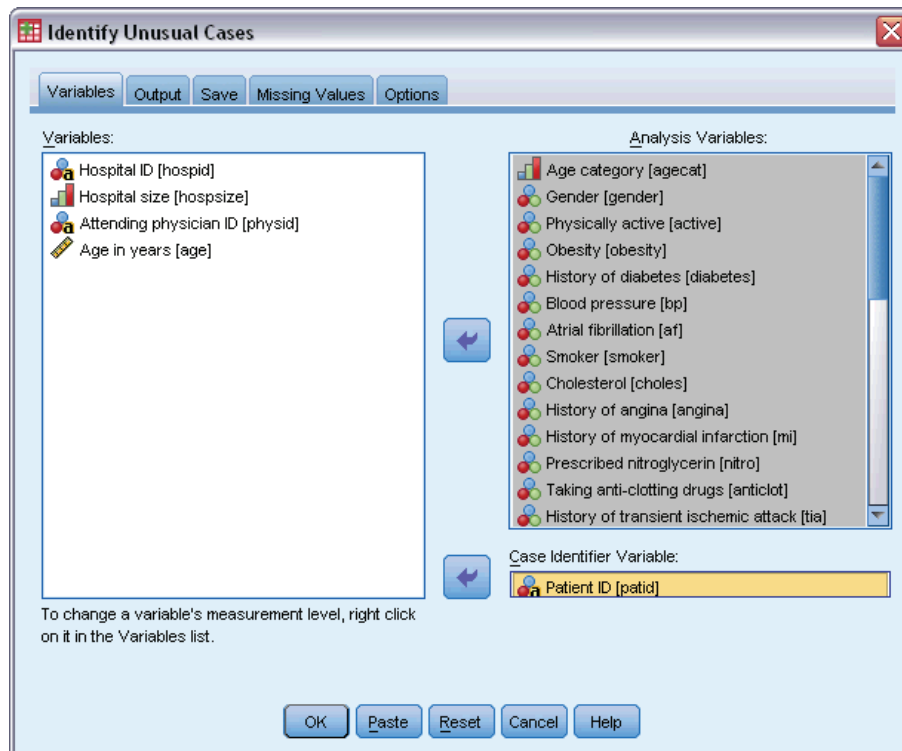 Identify Unusual Cases
Variables
Output
Save
Missing Values
Options
Variables:
Hospital ID [hospid]
Hospital size [hospsize]
Attending physician ID [physid]
Age in years [age]
To change a variable's measurement level, right click
on it in the Variables list.
Analysis Variables:
Age category [agecat]
Gender [gender]
Physically active [active]
Obesity [obesity]
History of diabetes [diabetes]
Blood pressure [bp]
Atrial fibrillation [af]
Smoker [smoker]
Cholesterol [choles]
History of angina [angina]
History of myocardial infarction [mi]
Prescribed nitroglycerin [nitro]
Taking anti-clotting drugs [anticlot]
History of transient ischemic attack [tia]
Case Identifier Variable:
Patient ID [patid]
OK
Paste
Reset
Cancel
Help